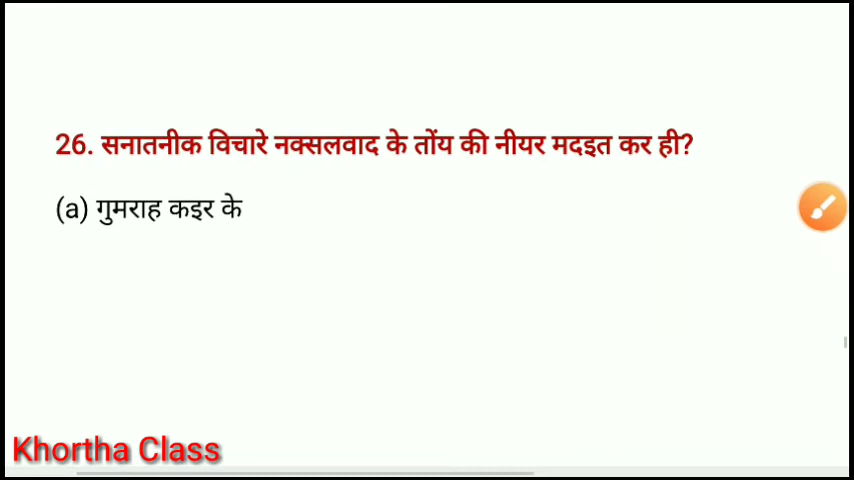 26. सनातनीक विचारे नक्सलवाद के तोंय की नीयर मदइत कर ही?
(a) गुमराह कइर के
Khortha Class